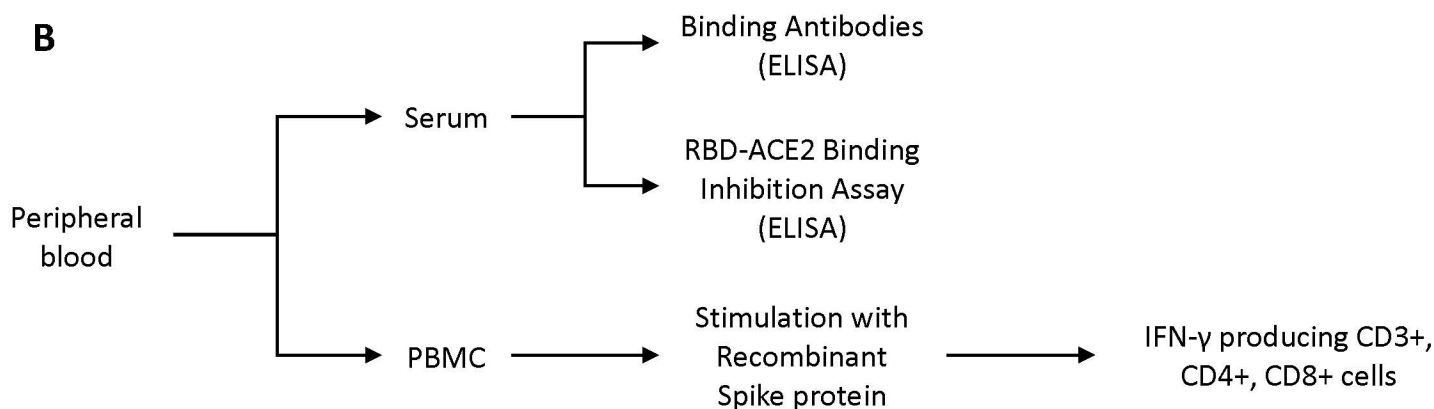 B
Binding Antibodies
(ELISA)
Serum
RBD-ACE2 Binding
Inhibition Assay
(ELISA)
Peripheral
blood
PBMC
Stimulation with
Recombinant
Spike protein
IFN-γ producing CD3+,
CD4+, CD8+ cells